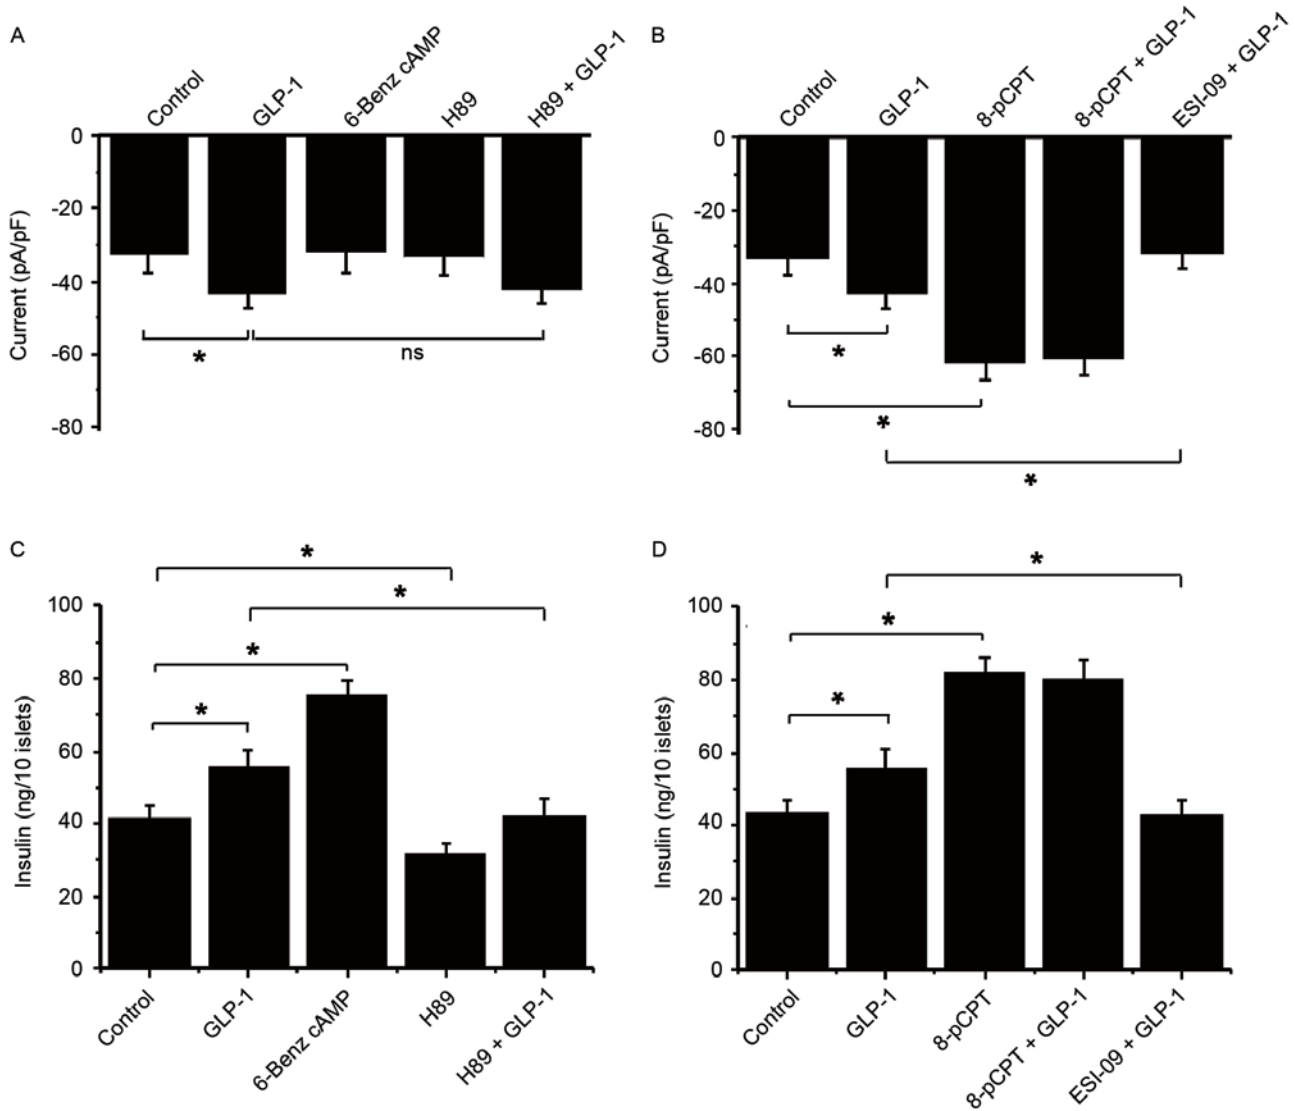 A
Control
GLP-1
6-Benz cAMP
H89
H89 + GLP-1
0
-20
-40
-60
-80
Current (pA/pF)
*
ns
B
Control
GLP-1
8-pCPT
8-pCPT + GLP-1
ESI-09 + GLP-1
0
-20
-40
-60
-80
Current (pA/pF)
*
*
*
C
*
*
*
*
100
80
60
40
20
0
Insulin (ng/10 islets)
Control
GLP-1
6-Benz cAMP
H89
H89 + GLP-1
D
*
*
*
100
80
60
40
20
0
Insulin (ng/10 islets)
Control
GLP-1
8-pCPT
8-pCPT + GLP-1
ESI-09 + GLP-1